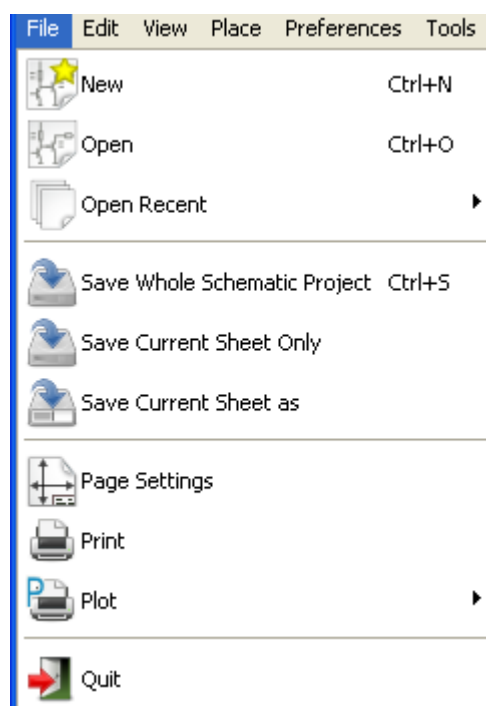 File Edit View Place Preferences Tools
New Ctrl+N
Open Ctrl+O
Open Recent
Save Whole Schematic Project Ctrl+S
Save Current Sheet Only
Save Current Sheet as
Page Settings
Print
Plot
Quit